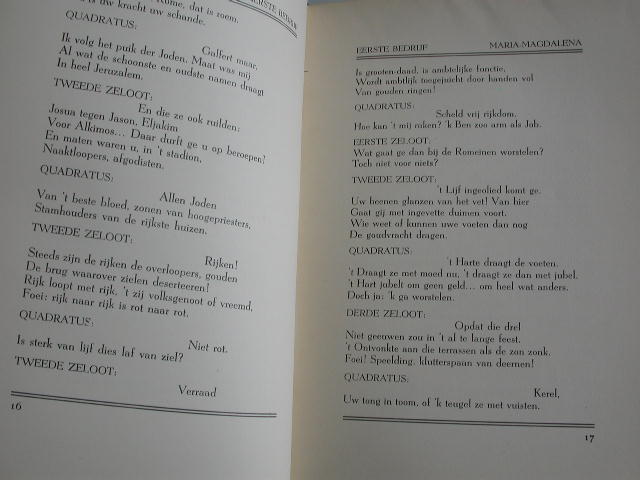 EERSTE BEDRIJF
Rome, dat is roem.
is uw kracht uw schande.
QUADRATUS:
Galfert maar,
Ik volg het puik der Joden. Maat was mij
Al wat de schoonste en oudste namen draagt
In heel Jeruzalem.
TWEEDE ZELOOT:
En die ze ook ruilden:
Josua tegen Jason, Eljakim
Voor Alkimos... Daar durft ge u op beroepen!
En maten waren u, in 't stadion,
Naaktloopers, afgodisten.
QUADRATUS:
Allen Joden
Van 't beste bloed, zonen van hoogepriesters,
Stamhouders van de rijkste huizen.
TWEEDE ZELOOT:
Rijken!
Steeds zijn de rijken de overloopers, gouden
De brug waarover zielen deserteeren!
Rijk loopt met rijk, 't zij volksgenoot of vreemd,
Foei: rijk naar rijk is rot naar rot.
QUADRATUS:
Niet rot.
Is sterk van lijf dies laf van ziel?
TWEEDE ZELOOT:
Verraad
16
EERSTE BEDRIJF MARIA-MAGDALENA
Is grooten-daad, is ambtelijke functie,
Wordt ambtlijk toegejuicht door handen vol
Van gouden ringen!
QUADRATUS:
Scheld vrij rijkdom.
Hoe kan 't mij raken? 'k Ben zoo arm als Job.
EERSTE ZELOOT:
Wat gaat ge dan bij de Romeinen worstelen?
Toch niet voor niets?
TWEEDE ZELOOT:
't Lijf ingeolied komt ge.
Uw beenen glanzen van het vet! Van hier
Gaat gij met ingevette duimen voort.
Wie weet of kunnen uwe voeten dan nog
De goudvracht dragen.
QUADRATUS:
't Harte draagt de voeten.
't Draagt ze met moed nu, 't draagt ze dan met jubel.
't Hart jubelt om geen geld... om heel wat anders.
Doch ja: 'k ga worstelen.
DERDE ZELOOT:
Opdat die drel
Niet geeuwen zou in 't al te lange feest.
't Ontvonkte aan die terrassen als de zon zonk.
Foei! Speelding, klutterspaan van deernen!
QUADRATUS:
Kerel,
Uw tong in toom, of 'k teugel ze met vuisten.
17